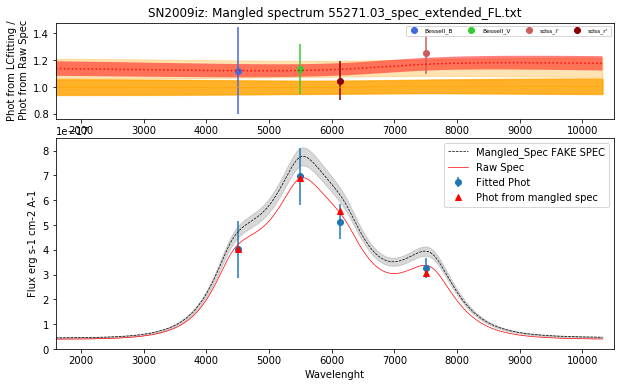 SN2009iz: Mangled spectrum 55271.03_spec_extended_FL.txt
Phot from LCfitting /
Phot from Raw Spec
1.4
1.2
1.0
0.8
Bessell_B
Bessell_V
sdss_i'
sdss_r'
2000 3000 4000 5000 6000 7000 8000 9000 10000
Flux erg s-1 cm-2 A-1
8
7
6
5
4
3
2
1
0
Mangled_Spec FAKE SPEC
Raw Spec
Fitted Phot
Phot from mangled spec
2000 3000 4000 5000 6000 7000 8000 9000 10000
Wavelenght